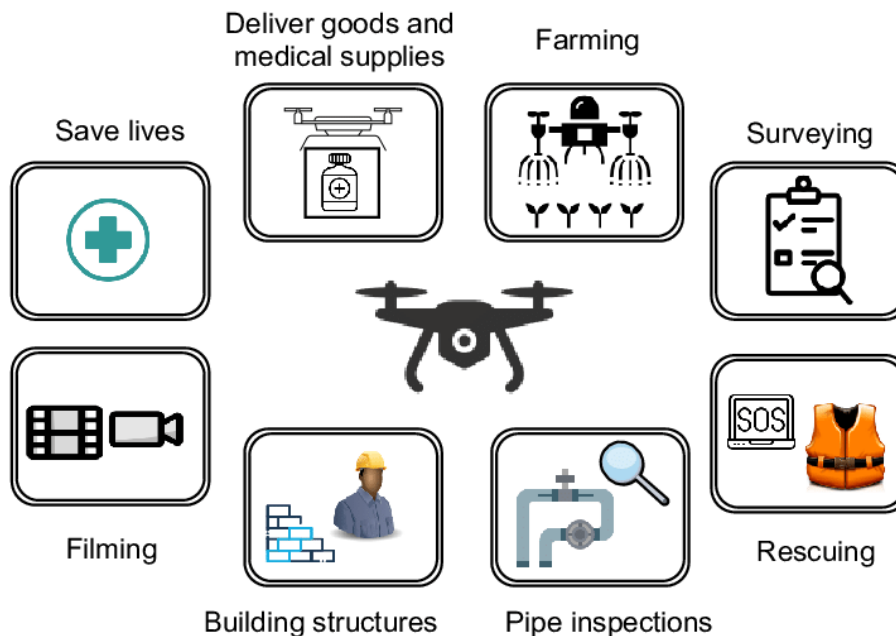 Deliver goods and
medical supplies
Farming
Save lives
Surveying
SOS
Filming
Rescuing
Building structures
Pipe inspections